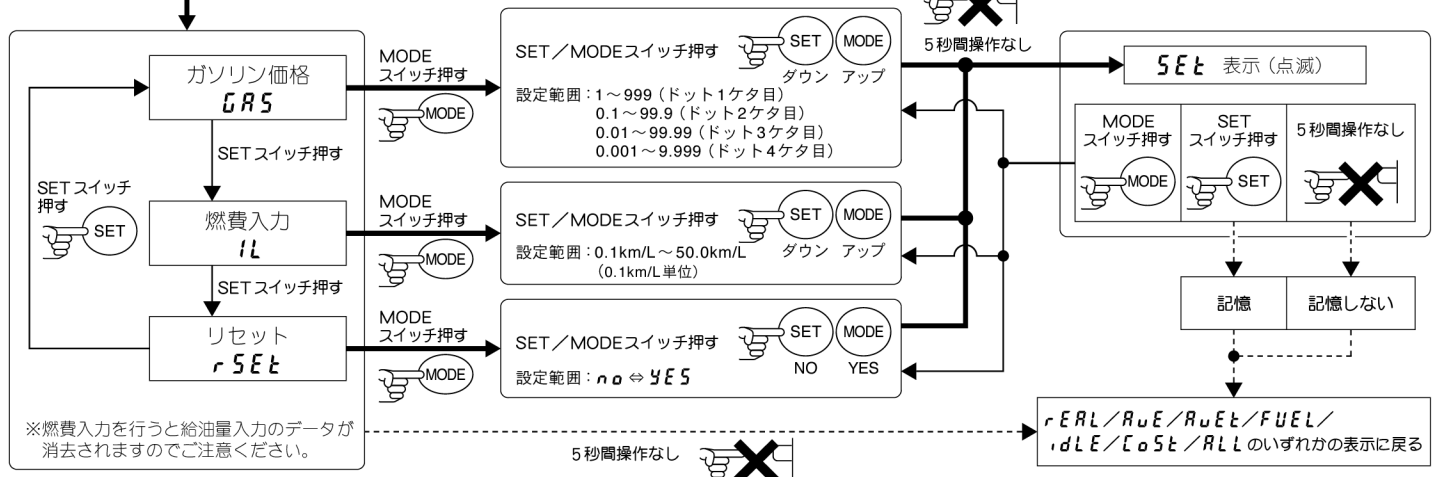 ガソリン価格
GAS
SETスイッチ押す
燃費入力
1L
SETスイッチ押す
リセット
rSEt
SETスイッチ
押す
SET
※燃費入力を行うと給油量入力のデータが
消去されますのでご注意ください。
MODE
スイッチ押す
MODE
MODE
スイッチ押す
MODE
MODE
スイッチ押す
MODE
SET／MODEスイッチ押す
SET MODE
ダウン アップ
設定範囲：1～999（ドット1ケタ目）
0.1～99.9（ドット2ケタ目）
0.01～99.99（ドット3ケタ目）
0.001～9.999（ドット4ケタ目）
SET／MODEスイッチ押す
SET MODE
ダウン アップ
設定範囲：0.1km/L～50.0km/L
（0.1km/L単位）
SET／MODEスイッチ押す
SET MODE
NO YES
設定範囲：no⇔YES
5秒間操作なし
5秒間操作なし
SEt 表示（点滅）
MODE
スイッチ押す
MODE
SET
スイッチ押す
SET
5秒間操作なし
記憶
記憶しない
rEAL／AvE／AvEt／FUEL／
idLE／CoSt／ALLのいずれかの表示に戻る